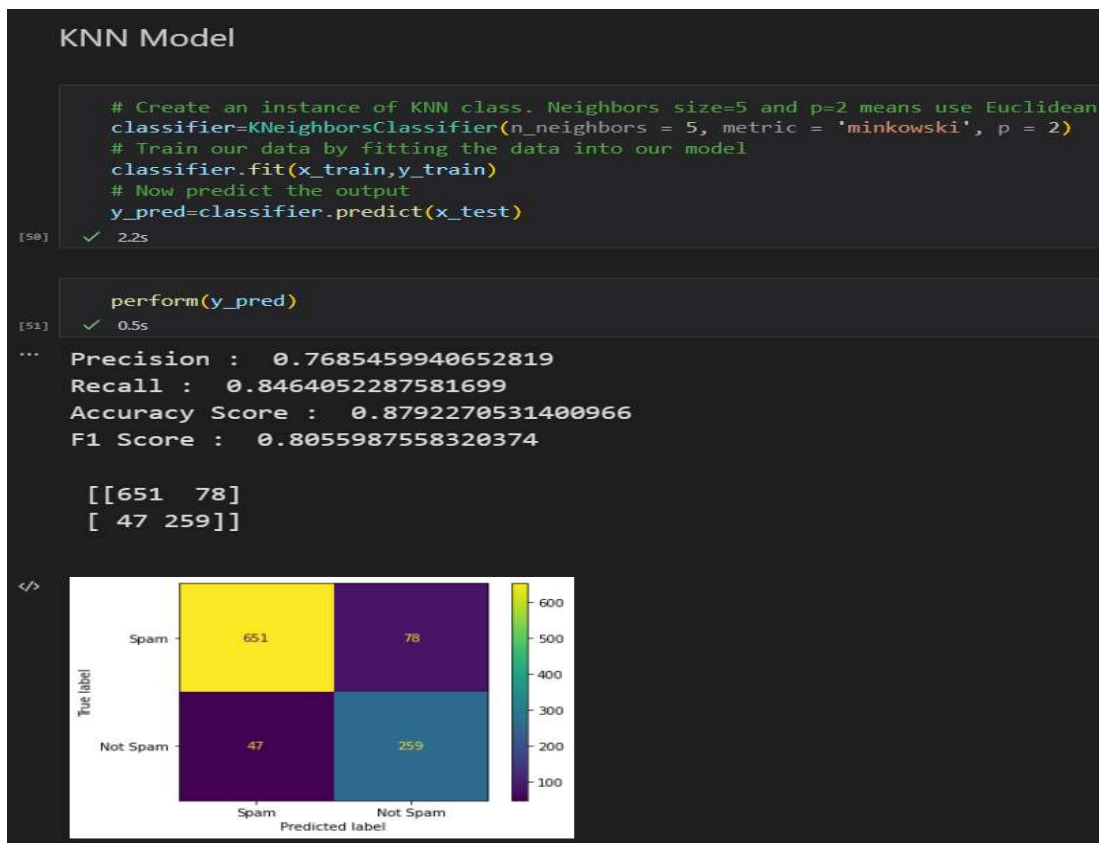 KNN Model
# Create an instance of KNN class. Neighbors size=5 and p=2 means use Euclidean
classifier=KNeighborsClassifier(n_neighbors = 5, metric = 'minkowski', p = 2)
# Train our data by fitting the data into our model
classifier.fit(x_train,y_train)
# Now predict the output
y_pred=classifier.predict(x_test)
[50] ✓ 2.2s
perform(y_pred)
[51] ✓ 0.5s
... Precision :  0.7685459940652819
Recall :  0.8464052287581699
Accuracy Score :  0.8792270531400966
F1 Score :  0.8055987558320374
[[651  78]
[ 47 259]]
</>
600
Spam 651 78 500
400
True label
300
Not Spam 47 259 200
100
Spam Not Spam
Predicted label